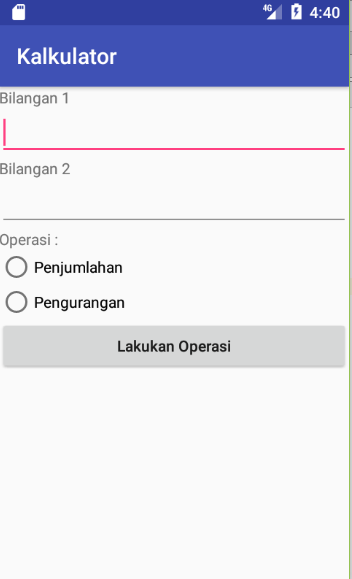 4G 4:40
Kalkulator
Bilangan 1
Bilangan 2
Operasi :
Penjumlahan
Pengurangan
Lakukan Operasi